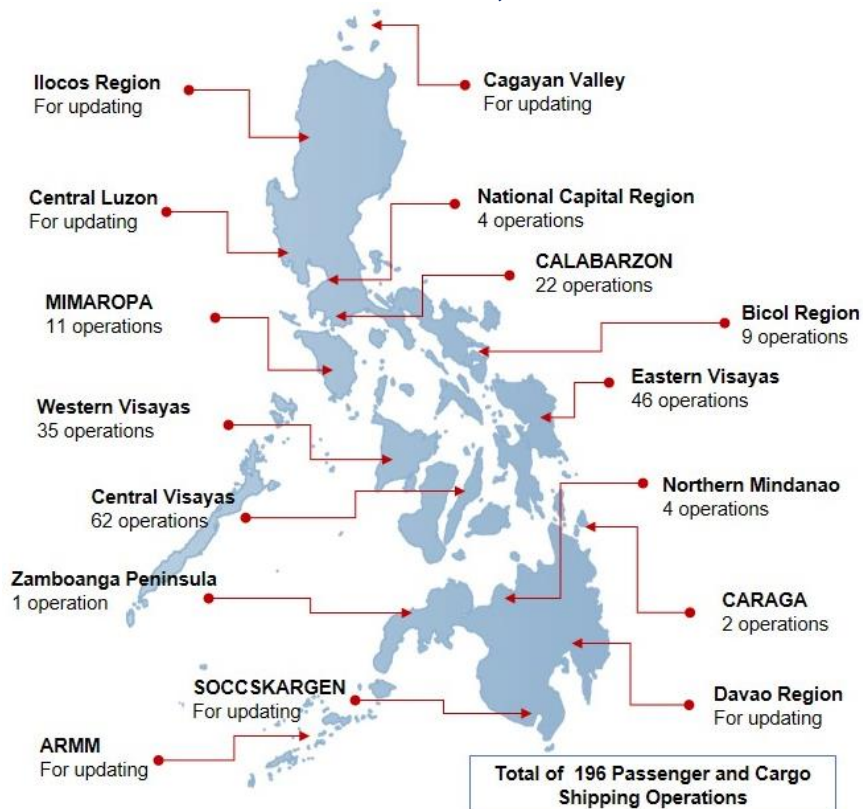 Ilocos Region
For updating
Cagayan Valley
For updating
Central Luzon
For updating
National Capital Region
4 operations
CALABARZON
22 operations
MIMAROPA
11 operations
Bicol Region
9 operations
Eastern Visayas
46 operations
Western Visayas
35 operations
Central Visayas
62 operations
Northern Mindanao
4 operations
Zamboanga Peninsula
1 operation
CARAGA
2 operations
SOCCSKARGEN
For updating
Davao Region
For updating
ARMM
For updating
Total of 196 Passenger and Cargo
Shipping Operations